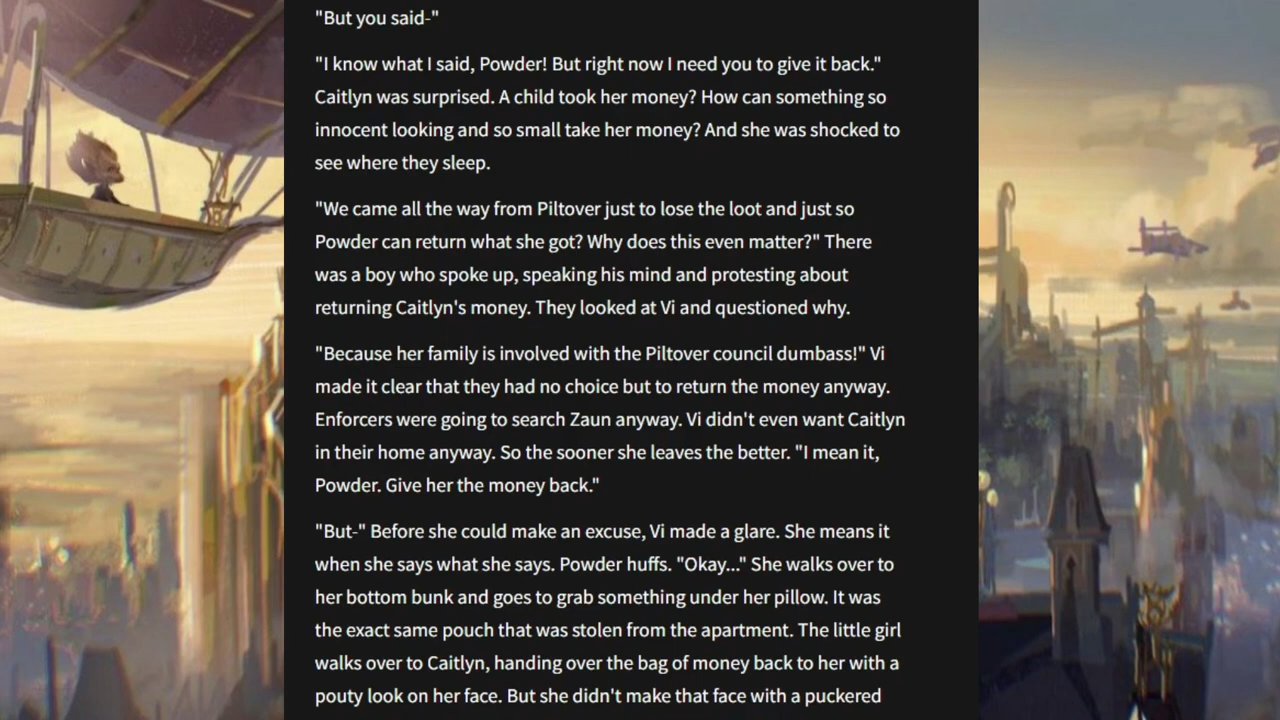 "But you said-"
"I know what I said, Powder! But right now I need you to give it back."
Caitlyn was surprised. A child took her money? How can something so
innocent looking and so small take her money? And she was shocked to
see where they sleep.
"We came all the way from Piltover just to lose the loot and just so
Powder can return what she got? Why does this even matter?" There
was a boy who spoke up, speaking his mind and protesting about
returning Caitlyn's money. They looked at Vi and questioned why.
"Because her family is involved with the Piltover council dumbass!" Vi
made it clear that they had no choice but to return the money anyway.
Enforcers were going to search Zaun anyway. Vi didn't even want Caitlyn
in their home anyway. So the sooner she leaves the better. "I mean it,
Powder. Give her the money back."
"But-" Before she could make an excuse, Vi made a glare. She means it
when she says what she says. Powder huffs. "Okay..." She walks over to
her bottom bunk and goes to grab something under her pillow. It was
the exact same pouch that was stolen from the apartment. The little girl
walks over to Caitlyn, handing over the bag of money back to her with a
pouty look on her face. But she didn't make that face with a puckered